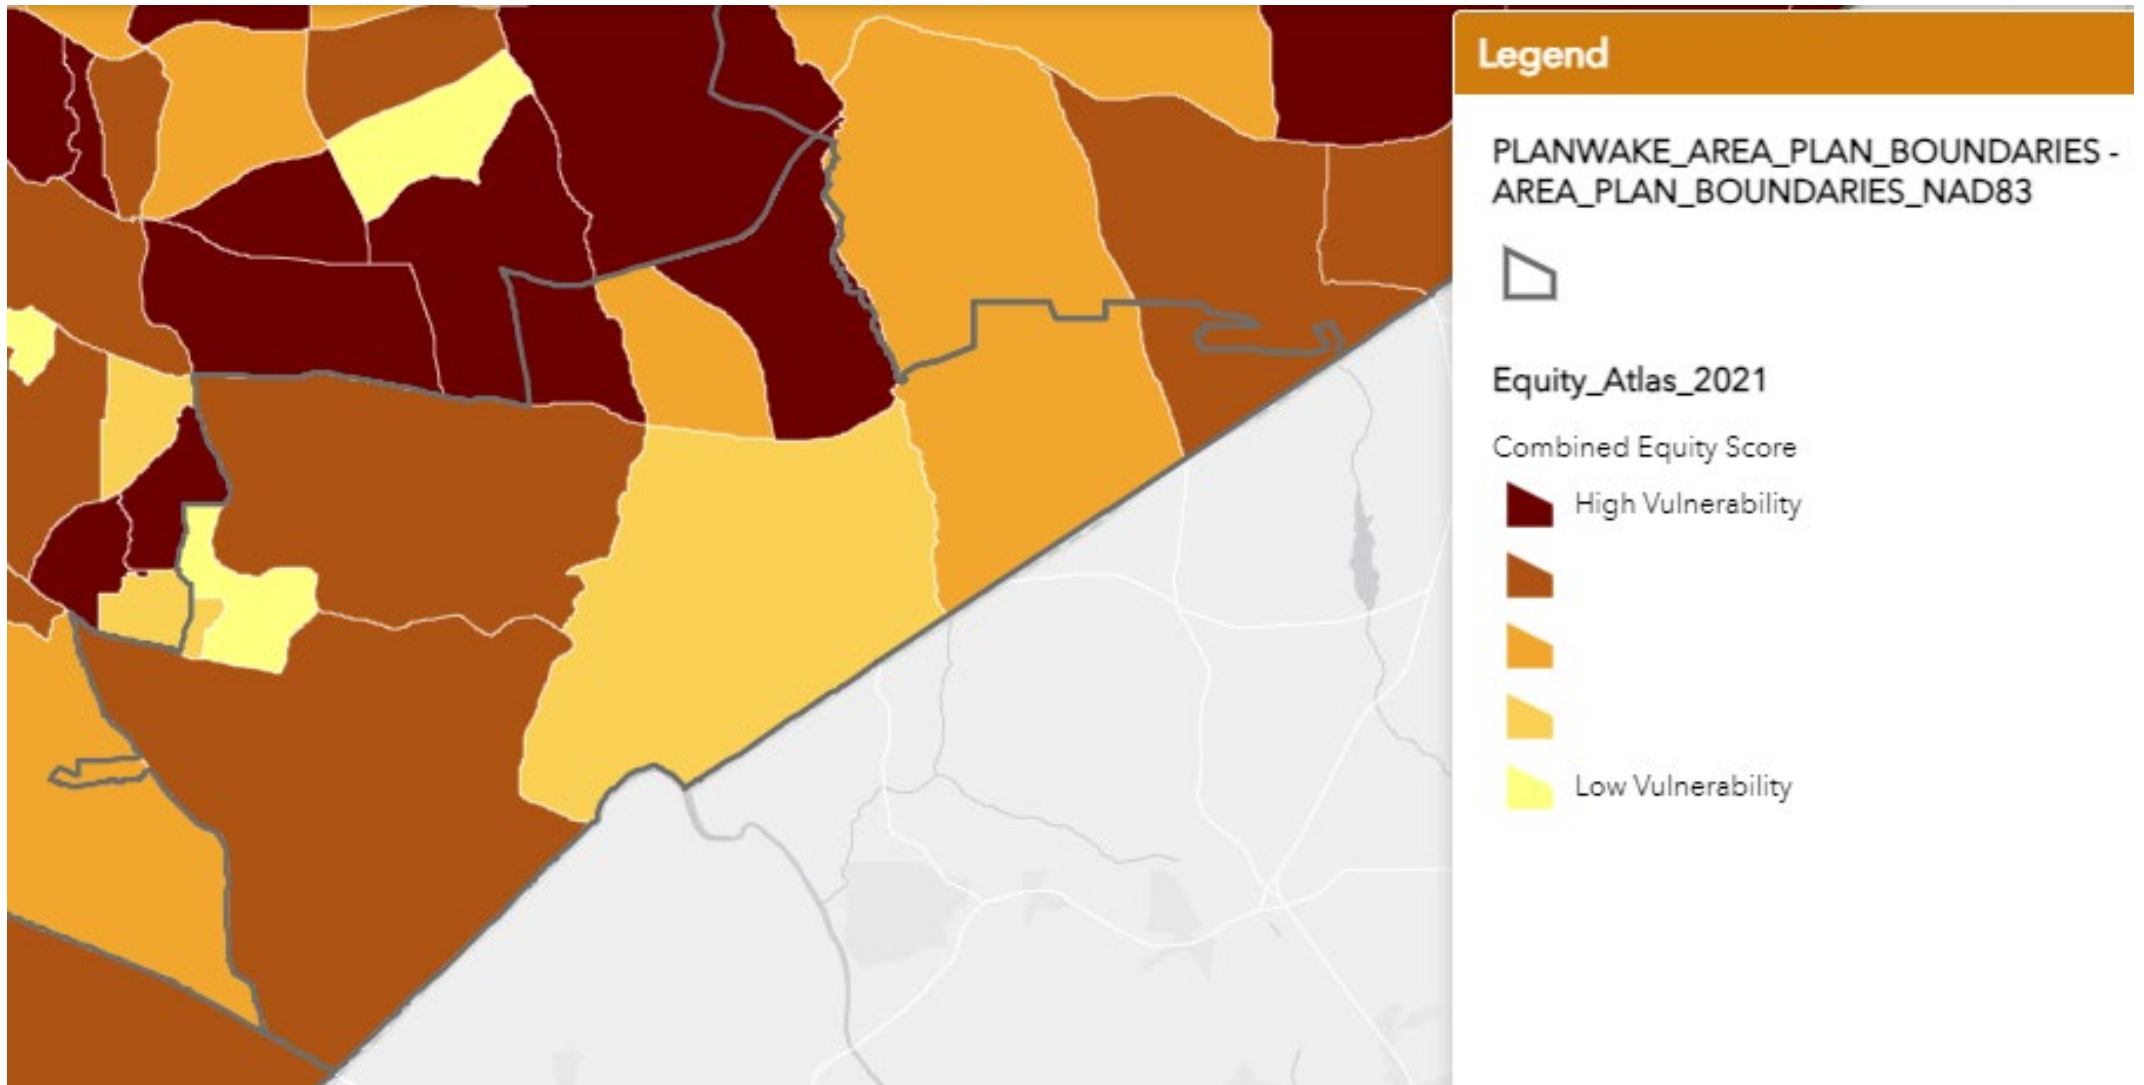 Legend
PLANWAKE_AREA_PLAN_BOUNDARIES -
AREA_PLAN_BOUNDARIES_NAD83
Equity_Atlas_2021
Combined Equity Score
High Vulnerability
Low Vulnerability